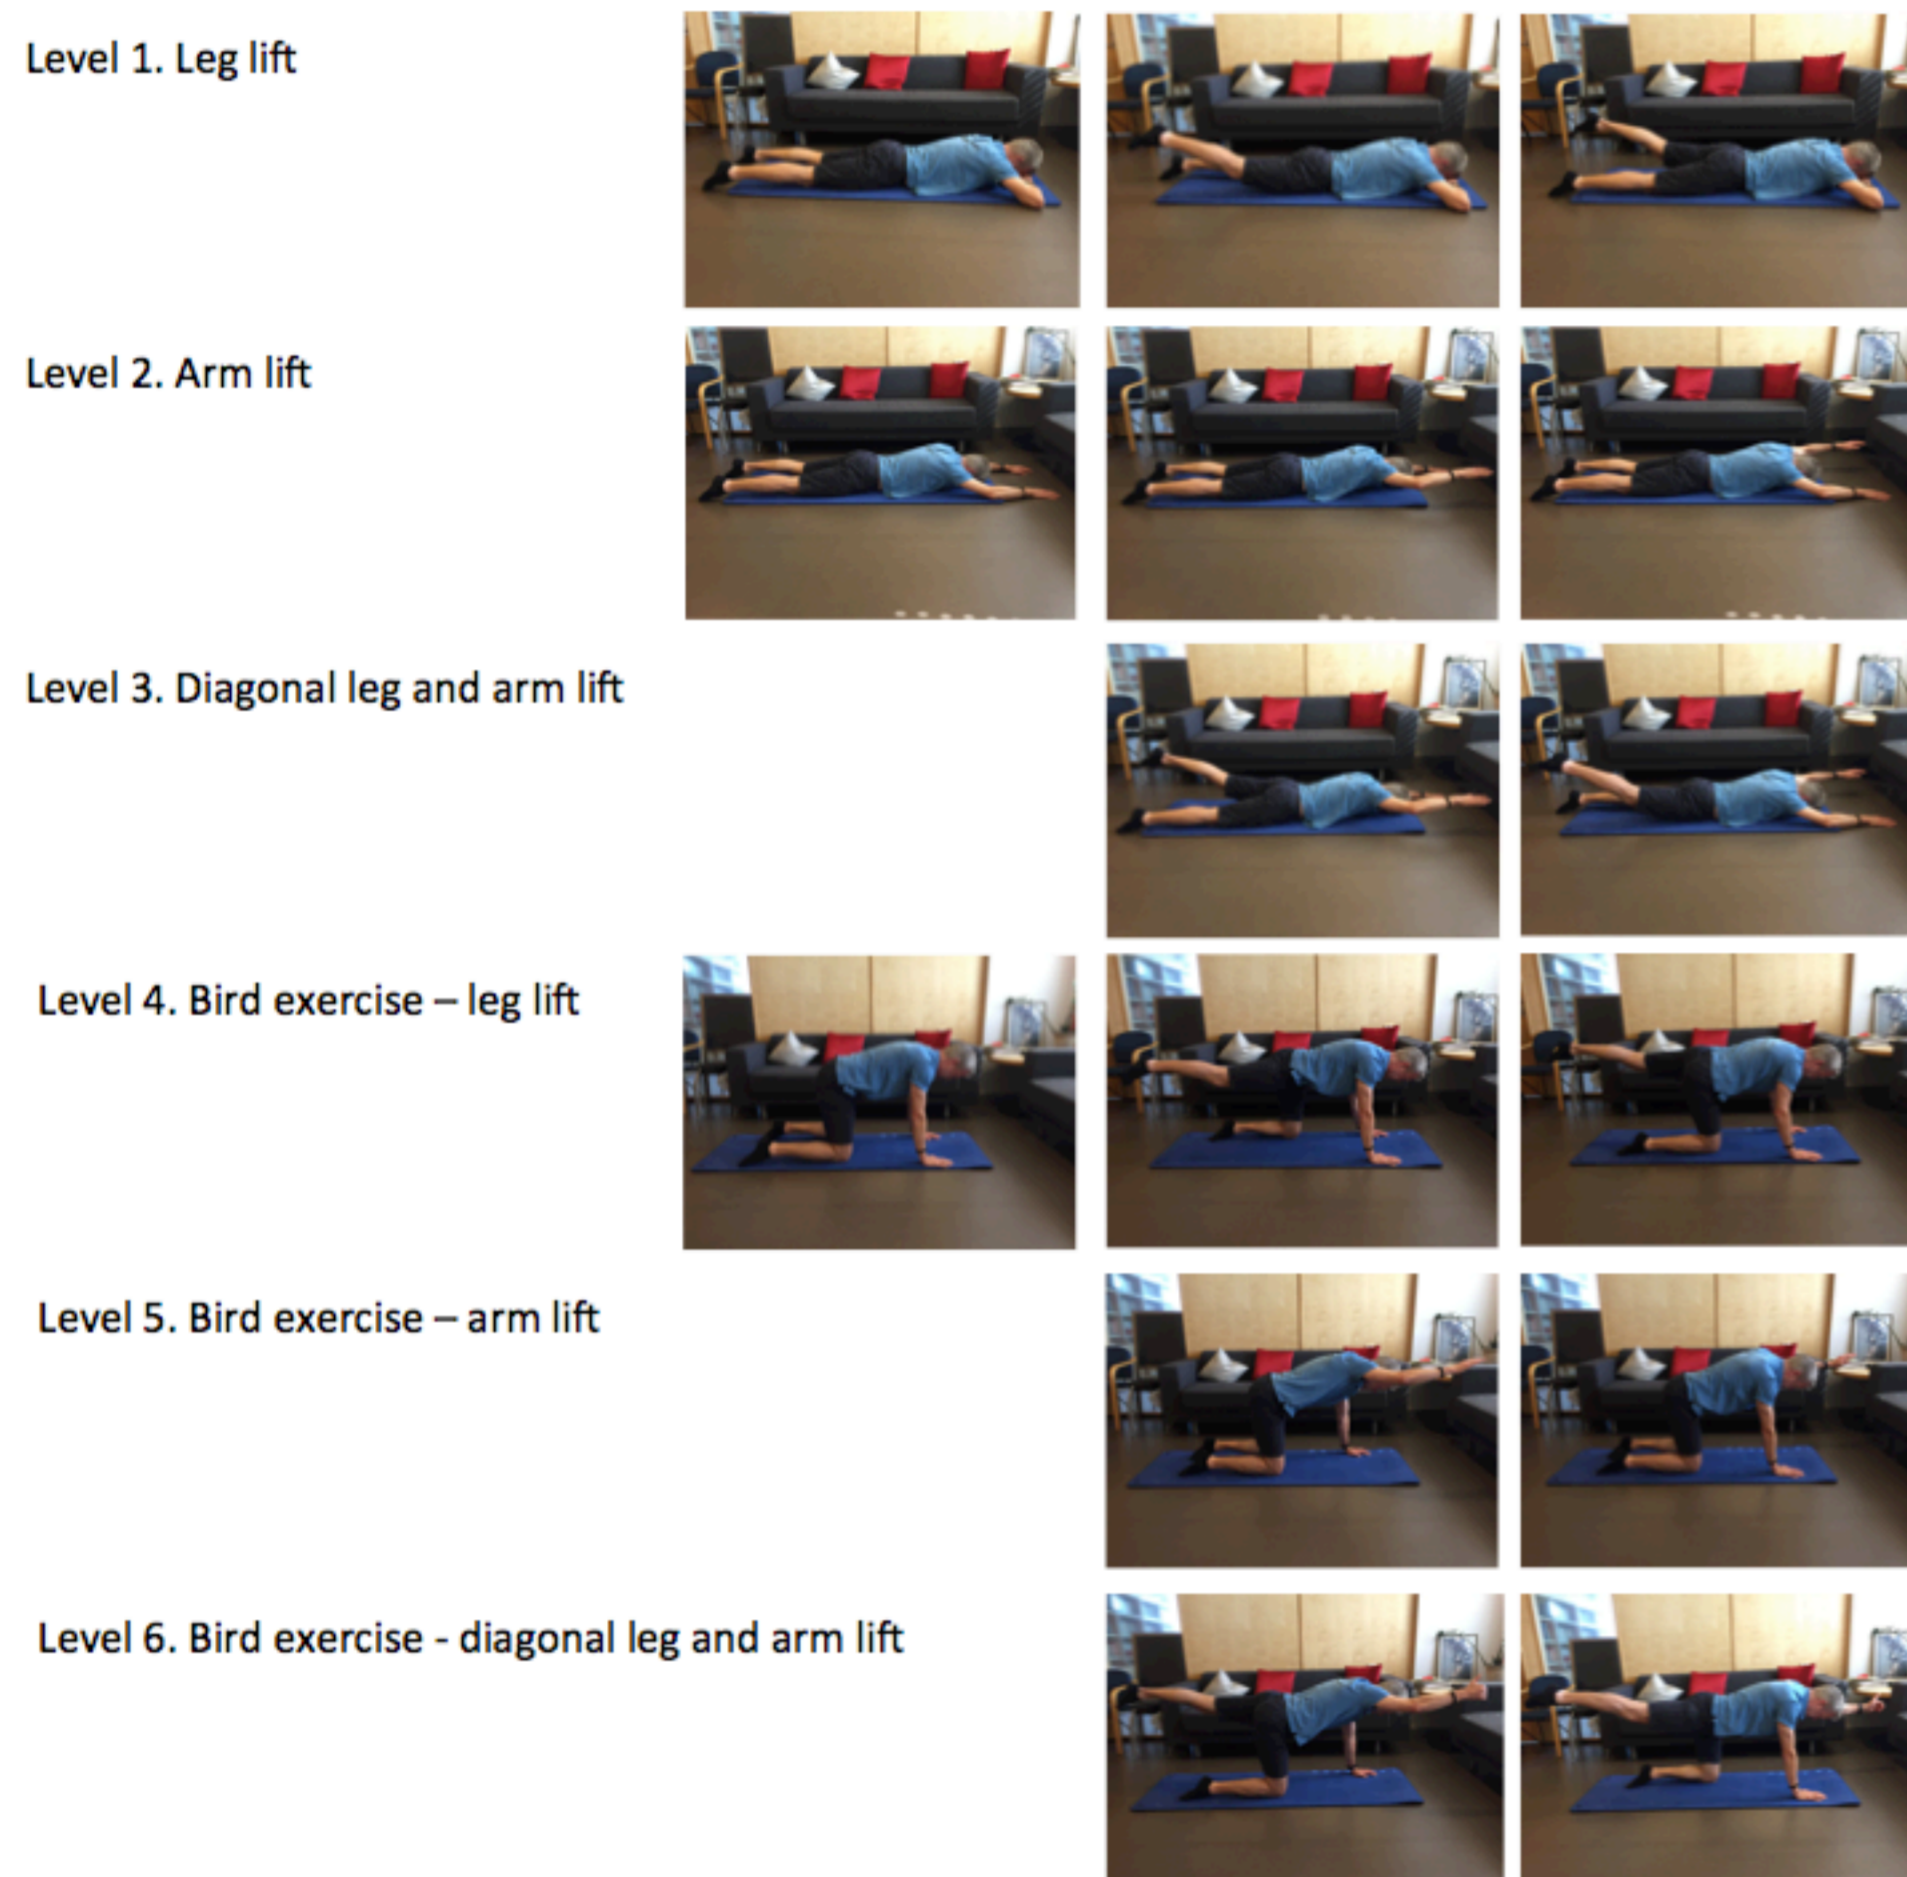 Level 1. Leg lift
Level 2. Arm lift
Level 3. Diagonal leg and arm lift
Level 4. Bird exercise – leg lift
Level 5. Bird exercise – arm lift
Level 6. Bird exercise - diagonal leg and arm lift